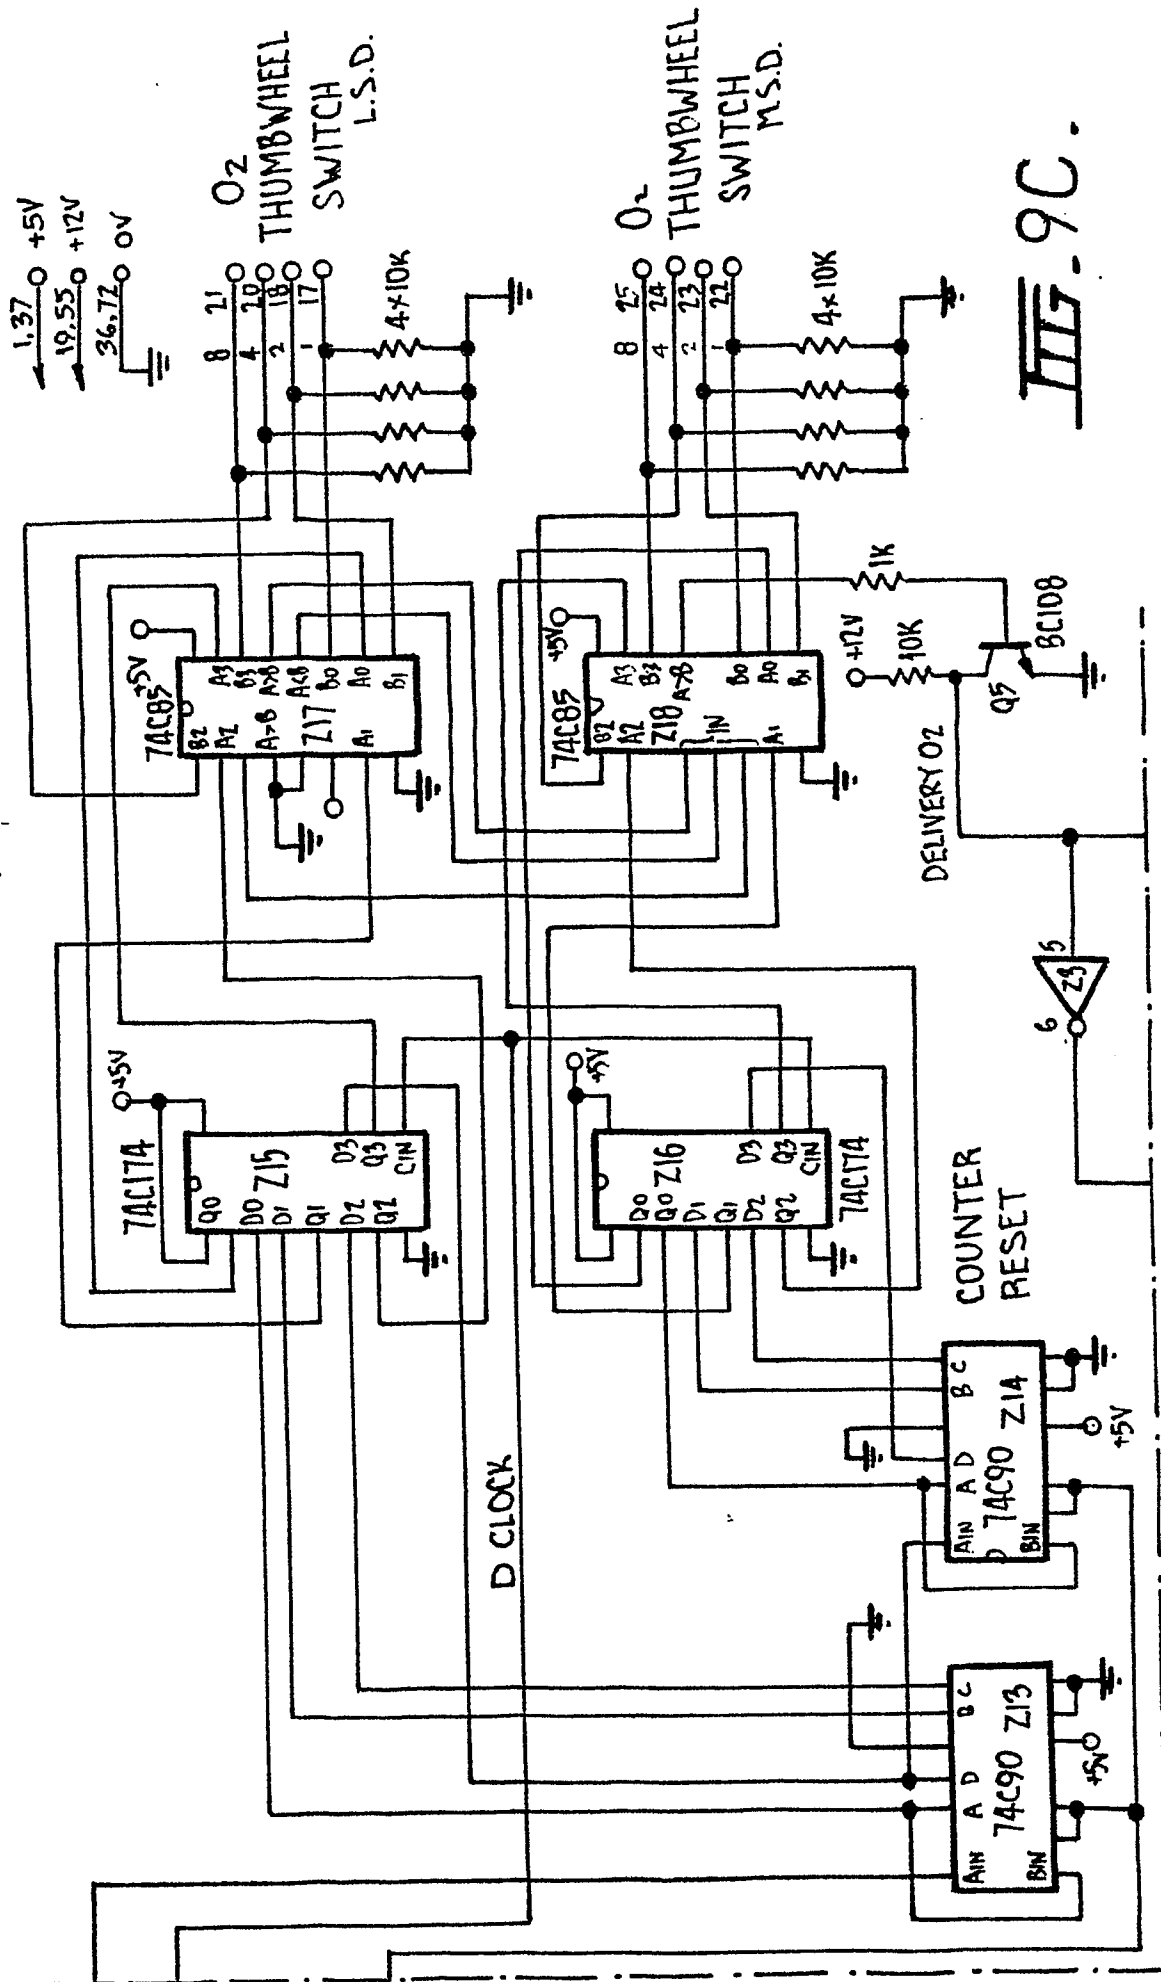 1.37 +5V
19.55 +12V
36,72 0V
O2
THUMBWHEEL
SWITCH
L.S.D.
8 21
4 20
2 18
1 17
4×10K
74C85
+5V
B2
A2
A>B
Z17
A1
A3
B3
A>B
A<B
B0
A0
B1
O2
THUMBWHEEL
SWITCH
M.S.D.
8 25
4 24
2 23
1 22
4×10K
74C85
+5V
B2
A2
Z18
IN
A1
A3
B3
A>B
B0
A0
B1
1K
+12V
10K
Q5
BC108
DELIVERY O2
5
Z3
6
74C174
+5V
Z15
Q0
D0
D1
Q1
D2
Q2
D3
Q3
CIN
+5V
Z16
D0
Q0
D1
Q1
D2
Q2
D3
Q3
CIN
74C174
D CLOCK
COUNTER
RESET
AIN A D B C
74C90 Z14
BIN
+5V
AIN A D B C
74C90 Z13
BIN
+5V
III-9C.